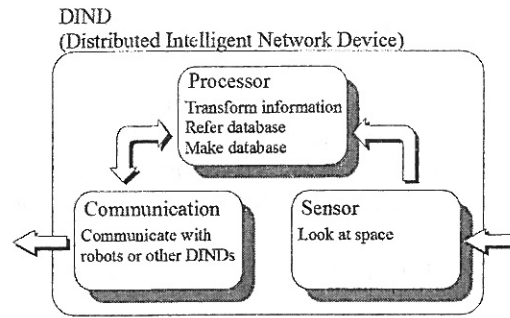 DIND
(Distributed Intelligent Network Device)
Processor
Transform information
Refer database
Make database
Communication
Communicate with
robots or other DINDs
Sensor
Look at space